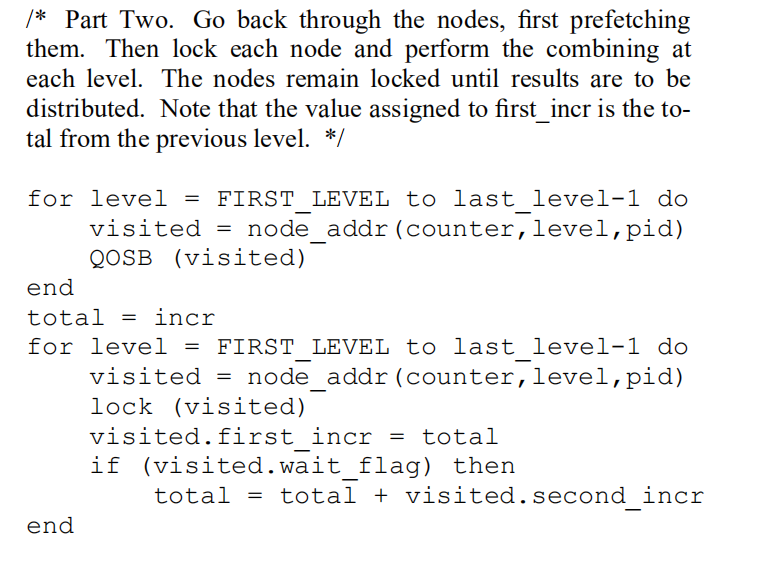 /* Part Two. Go back through the nodes, first prefetching
them. Then lock each node and perform the combining at
each level. The nodes remain locked until results are to be
distributed. Note that the value assigned to first_incr is the to-
tal from the previous level. */
for level = FIRST_LEVEL to last_level-1 do
    visited = node_addr(counter,level,pid)
    QOSB (visited)
end
total = incr
for level = FIRST_LEVEL to last_level-1 do
    visited = node_addr(counter,level,pid)
    lock (visited)
    visited.first_incr = total
    if (visited.wait_flag) then
        total = total + visited.second_incr
end